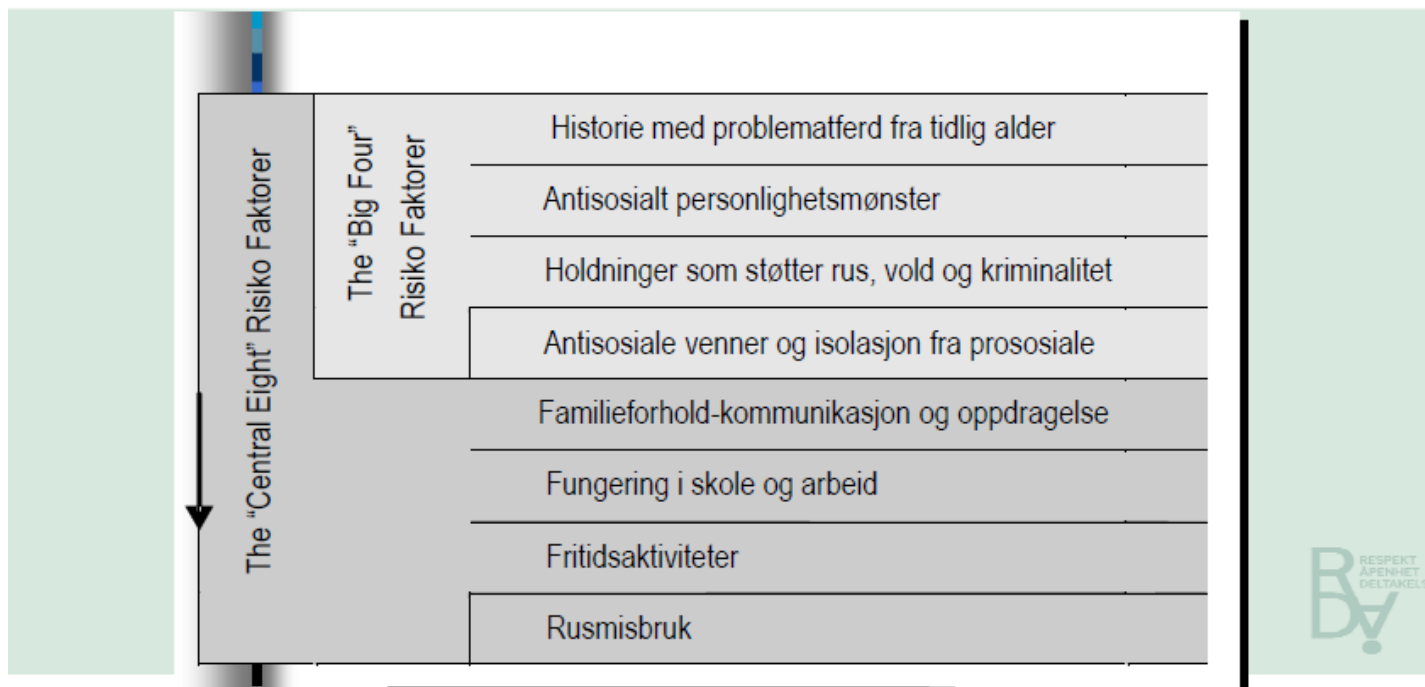 The “Central Eight” Risiko Faktorer
The “Big Four”
Risiko Faktorer
Historie med problematferd fra tidlig alder
Antisosialt personlighetsmønster
Holdninger som støtter rus, vold og kriminalitet
Antisosiale venner og isolasjon fra prososiale
Familieforhold-kommunikasjon og oppdragelse
Fungering i skole og arbeid
Fritidsaktiviteter
Rusmisbruk
RDA
RESPEKT
ÅPENHET
DELTAKELS